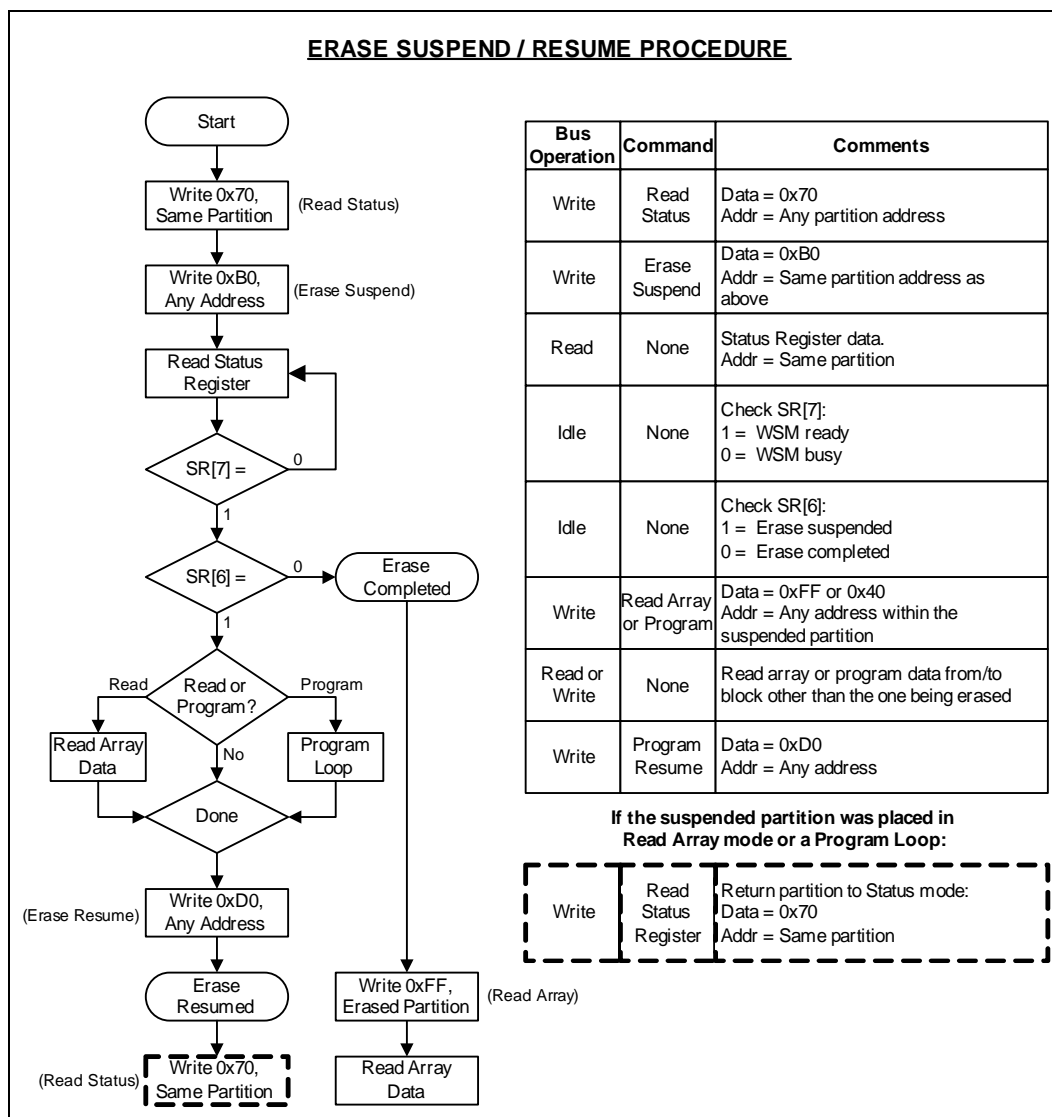 ERASE SUSPEND / RESUME PROCEDURE
Start
Write 0x70,
Same Partition
(Read Status)
Write 0xB0,
Any Address
(Erase Suspend)
Read Status
Register
SR[7] =
0
1
SR[6] =
0
Erase
Completed
1
Read
Read or
Program?
Program
Read Array
Data
No
Program
Loop
Done
(Erase Resume)
Write 0xD0,
Any Address
Erase
Resumed
Write 0xFF,
Erased Partition
(Read Array)
(Read Status)
Write 0x70,
Same Partition
Read Array
Data
Bus
Operation
Command
Comments
Write
Read
Status
Data = 0x70
Addr = Any partition address
Write
Erase
Suspend
Data = 0xB0
Addr = Same partition address as
above
Read
None
Status Register data.
Addr = Same partition
Idle
None
Check SR[7]:
1 = WSM ready
0 = WSM busy
Idle
None
Check SR[6]:
1 = Erase suspended
0 = Erase completed
Write
Read Array
or Program
Data = 0xFF or 0x40
Addr = Any address within the
suspended partition
Read or
Write
None
Read array or program data from/to
block other than the one being erased
Write
Program
Resume
Data = 0xD0
Addr = Any address
If the suspended partition was placed in
Read Array mode or a Program Loop:
Write
Read
Status
Register
Return partition to Status mode:
Data = 0x70
Addr = Same partition